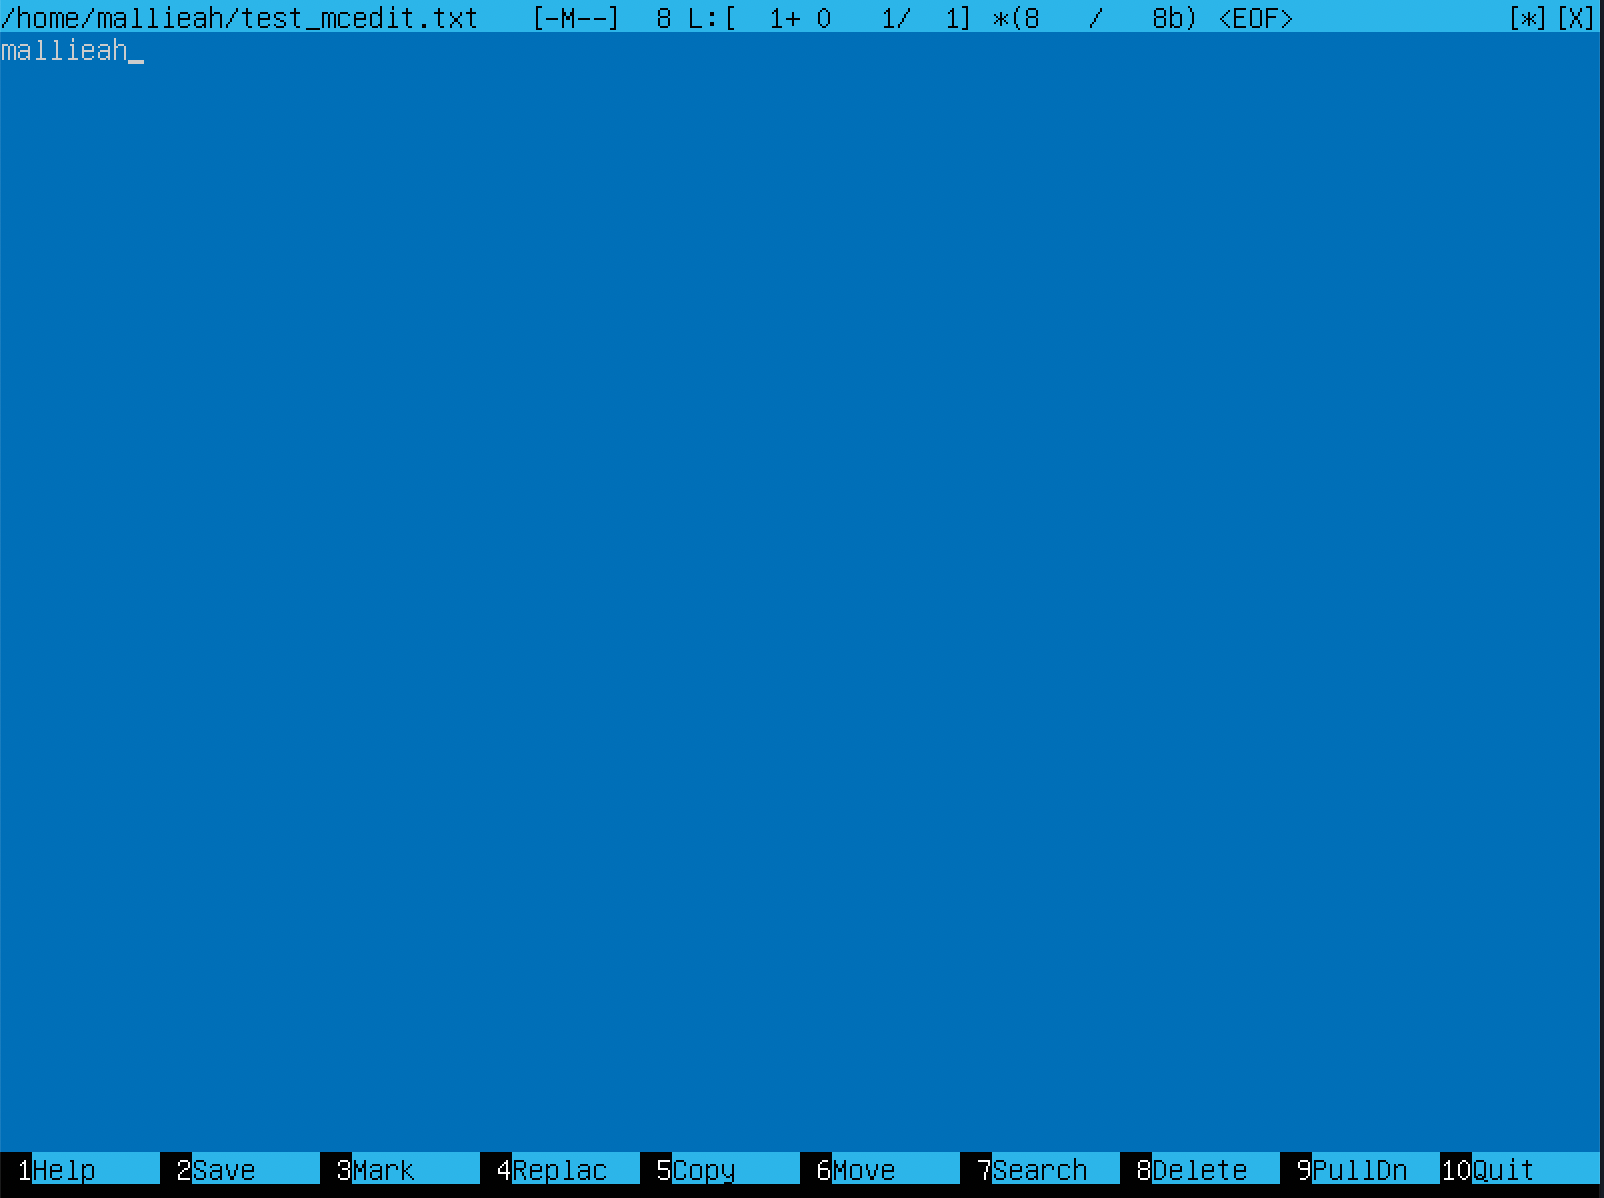 /home/mallieah/test_mcedit.txt   [-M--]  8 L:[  1+ 0   1/  1] *(8   /   8b) <EOF>   [*][X]
mallieah_
1Help 2Save 3Mark 4Replac 5Copy 6Move 7Search 8Delete 9PullDn 10Quit